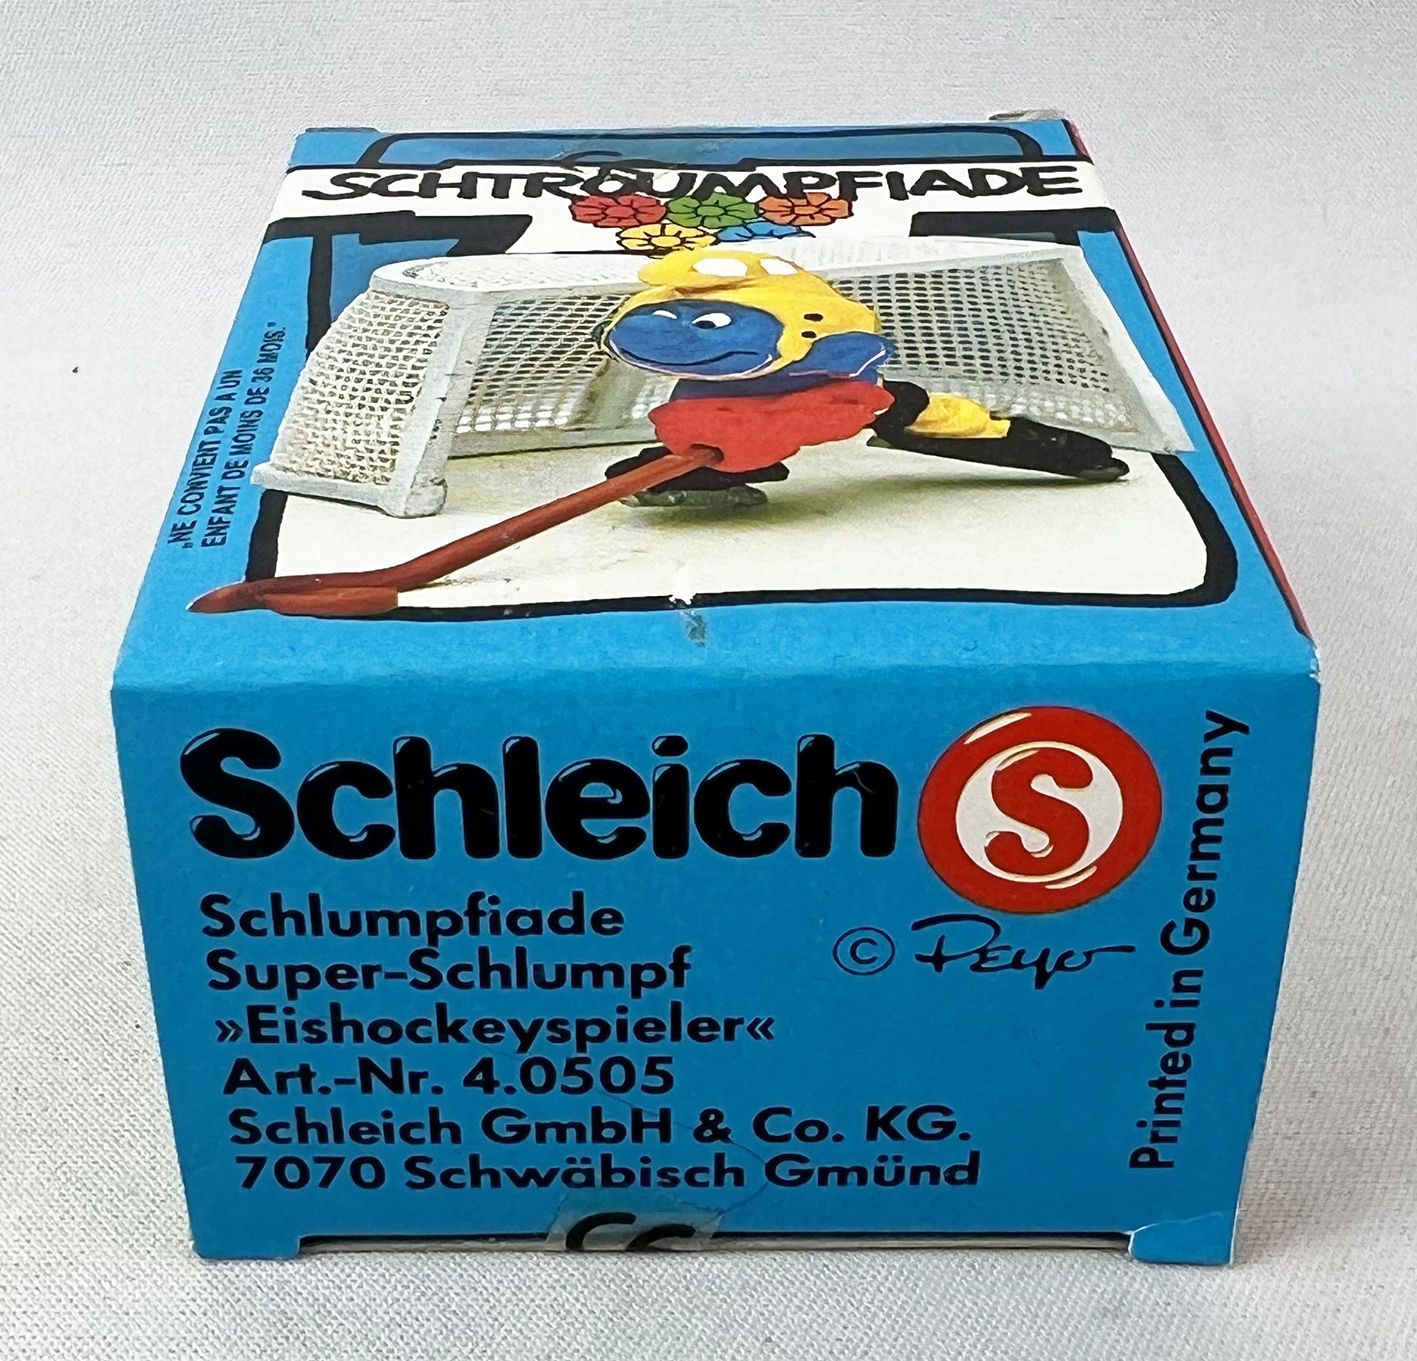 SCHTROUMPFIADE
„NE CONVIENT PAS A UN
ENFANT DE MOINS DE 36 MOIS."
Schleich S
Schlumpfiade
Super-Schlumpf
»Eishockeyspieler«
Art.-Nr. 4.0505
Schleich GmbH & Co. KG.
7070 Schwäbisch Gmünd
© Peyo
Printed in Germany